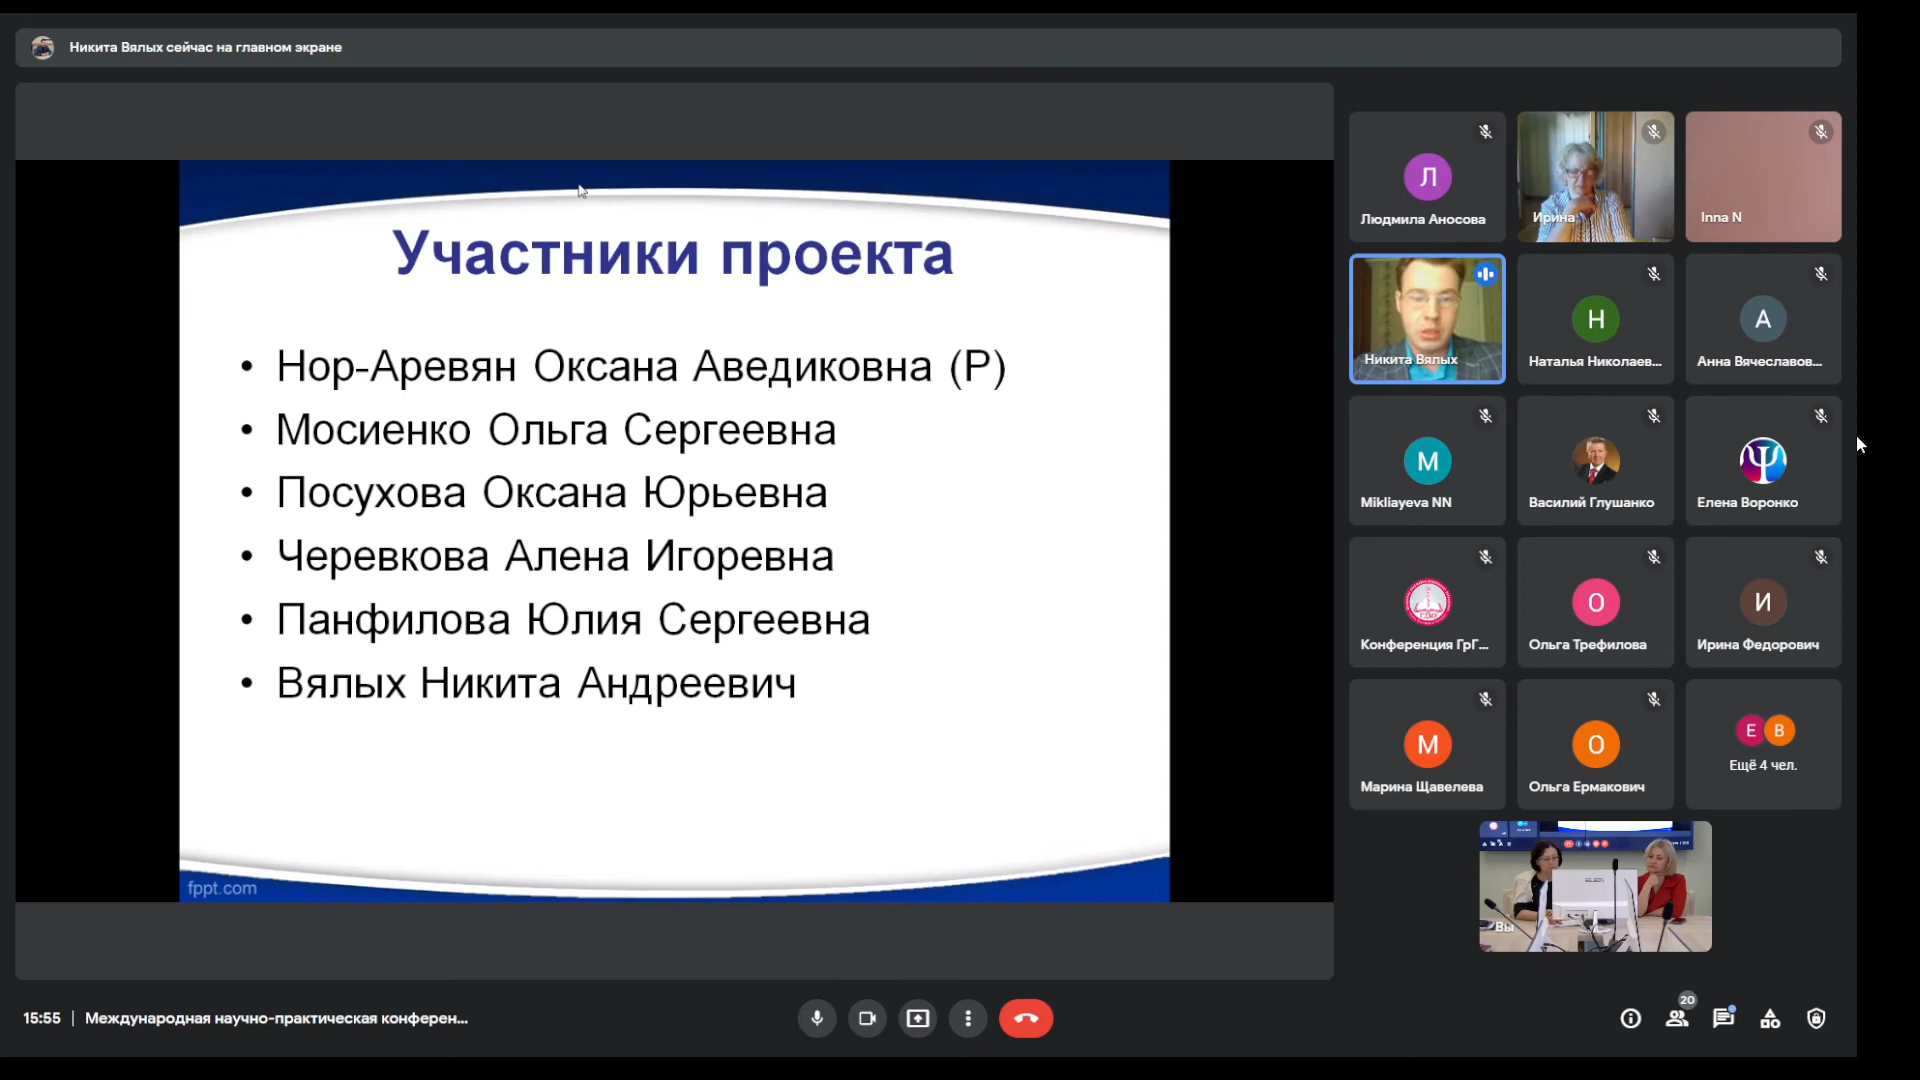 Никита Вялых сейчас на главном экране
Участники проекта
• Нор-Аревян Оксана Аведиковна (Р)
• Мосиенко Ольга Сергеевна
• Посухова Оксана Юрьевна
• Черевкова Алена Игоревна
• Панфилова Юлия Сергеевна
• Вялых Никита Андреевич
fppt.com
Л
Людмила Аносова
Ирина
Inna N
Никита Вялых
Н
Наталья Николаев...
А
Анна Вячеславов...
M
Mikliayeva NN
Василий Глушанко
Елена Воронко
Конференция ГрГ...
О
Ольга Трефилова
И
Ирина Федорович
М
Марина Щавелева
О
Ольга Ермакович
Е В
Ещё 4 чел.
Вы
15:55 | Международная научно-практическая конферен...
20